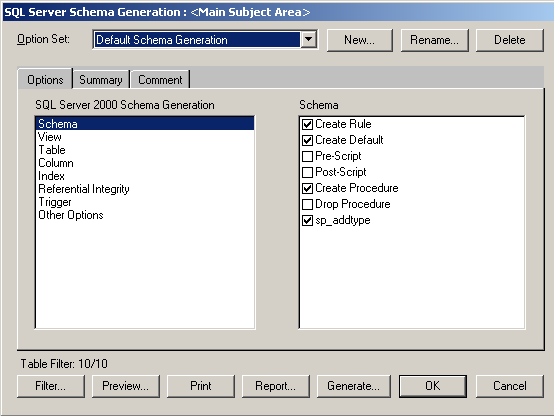 SQL Server Schema Generation : <Main Subject Area>
Option Set: Default Schema Generation New... Rename... Delete
Options Summary Comment
SQL Server 2000 Schema Generation
Schema
View
Table
Column
Index
Referential Integrity
Trigger
Other Options
Schema
Create Rule
Create Default
Pre-Script
Post-Script
Create Procedure
Drop Procedure
sp_addtype
Table Filter: 10/10
Filter... Preview... Print Report... Generate... OK Cancel